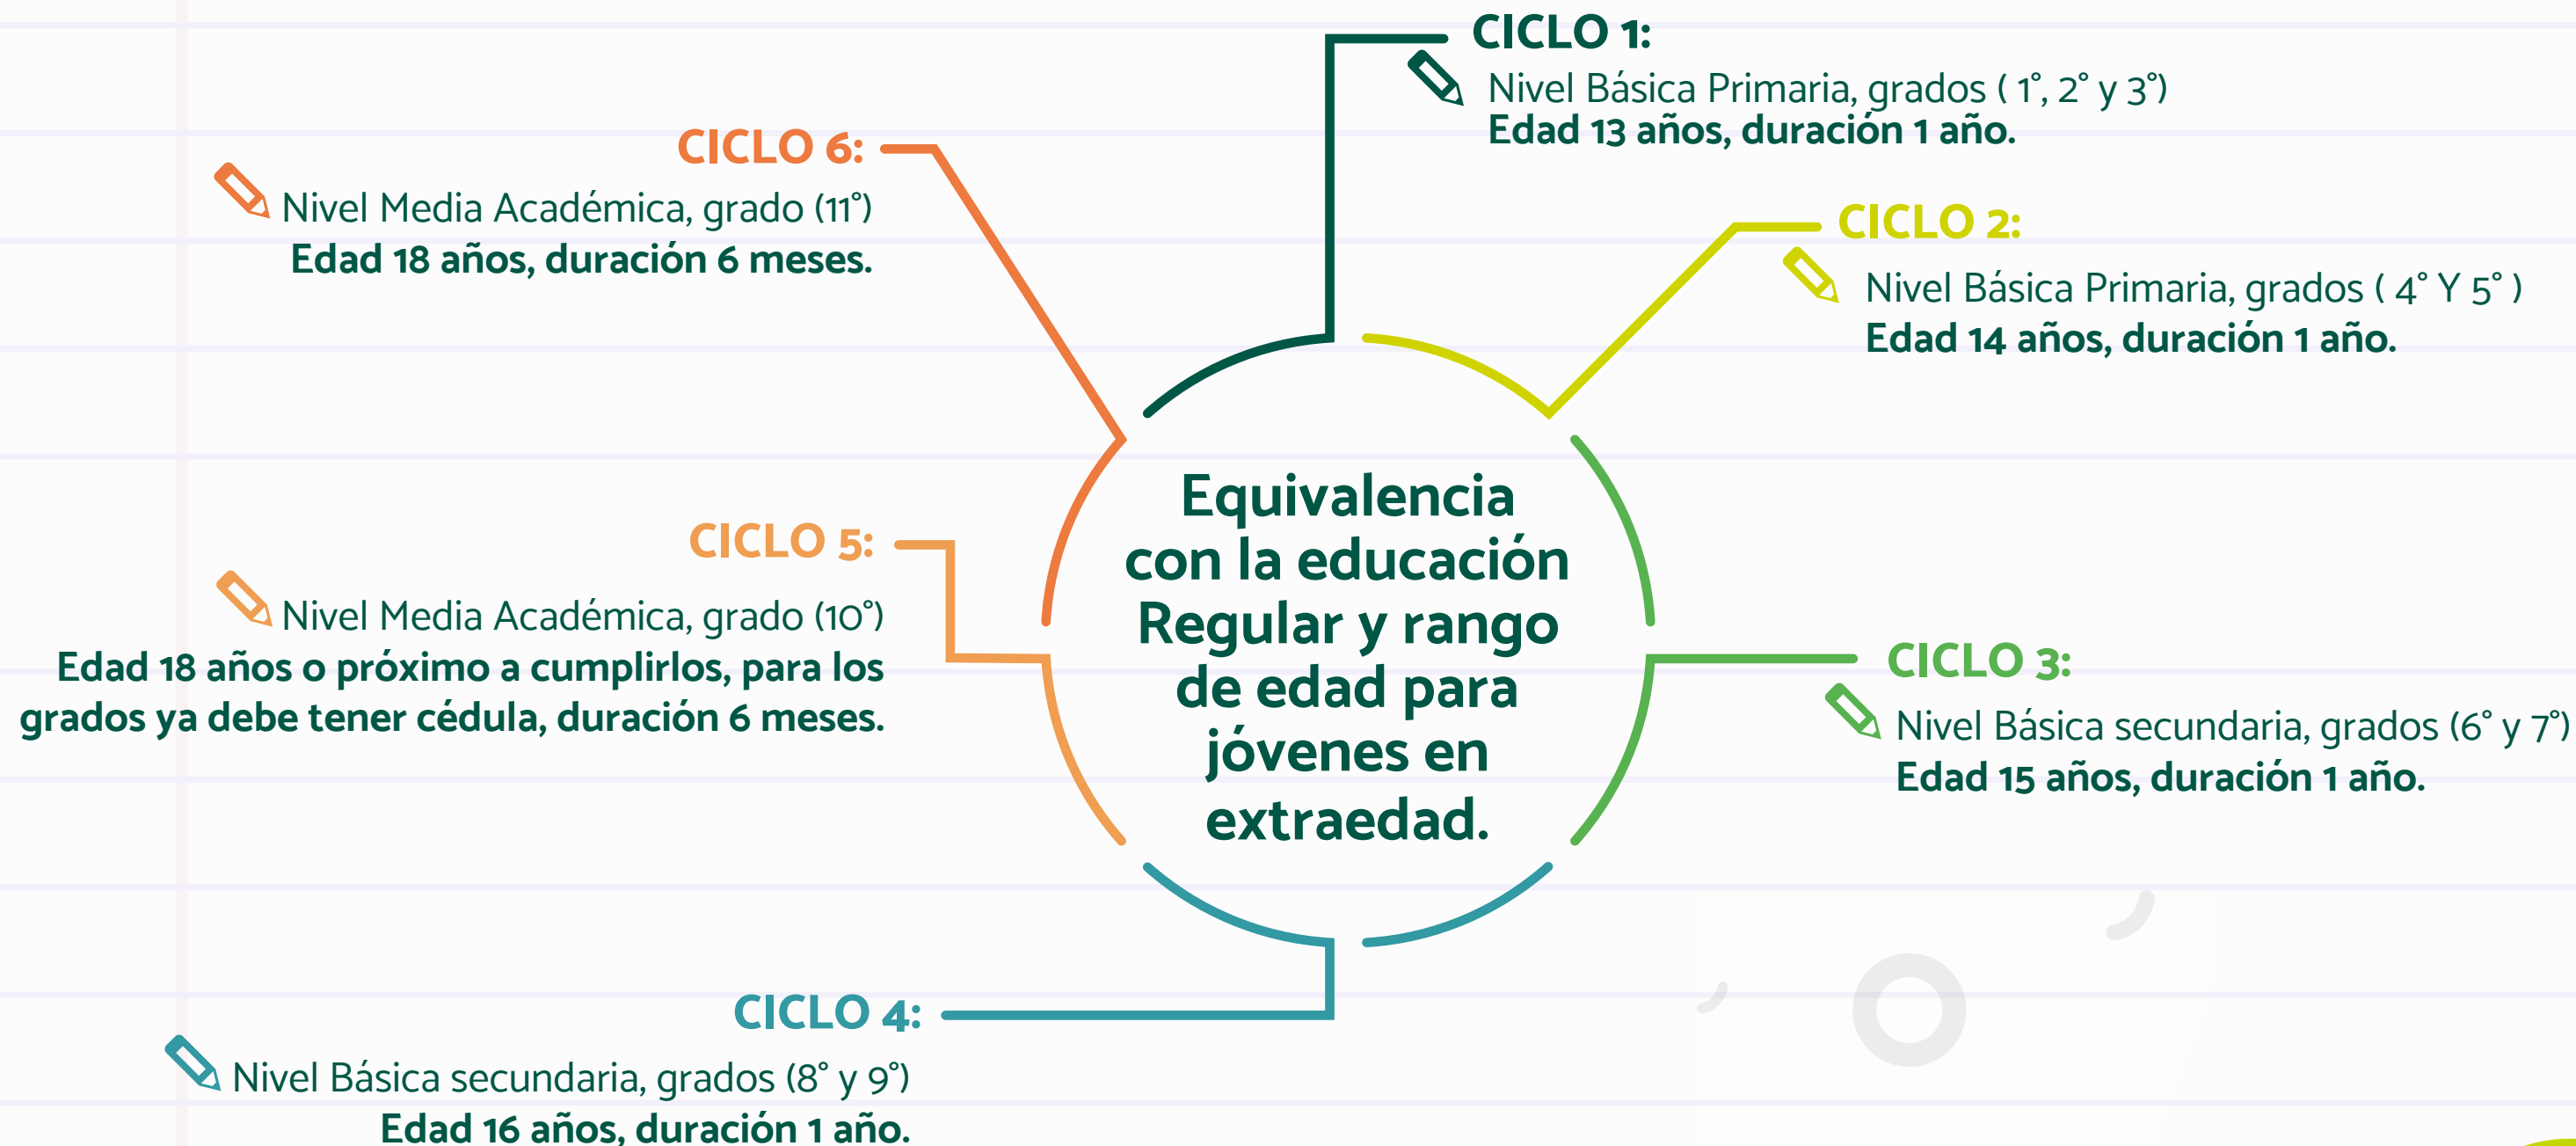 CICLO 1:
Nivel Básica Primaria, grados ( 1°, 2° y 3°)
Edad 13 años, duración 1 año.
CICLO 2:
Nivel Básica Primaria, grados ( 4° Y 5° )
Edad 14 años, duración 1 año.
CICLO 3:
Nivel Básica secundaria, grados (6° y 7°)
Edad 15 años, duración 1 año.
CICLO 4:
Nivel Básica secundaria, grados (8° y 9°)
Edad 16 años, duración 1 año.
CICLO 5:
Nivel Media Académica, grado (10°)
Edad 18 años o próximo a cumplirlos, para los
grados ya debe tener cédula, duración 6 meses.
CICLO 6:
Nivel Media Académica, grado (11°)
Edad 18 años, duración 6 meses.
Equivalencia
con la educación
Regular y rango
de edad para
jóvenes en
extraedad.